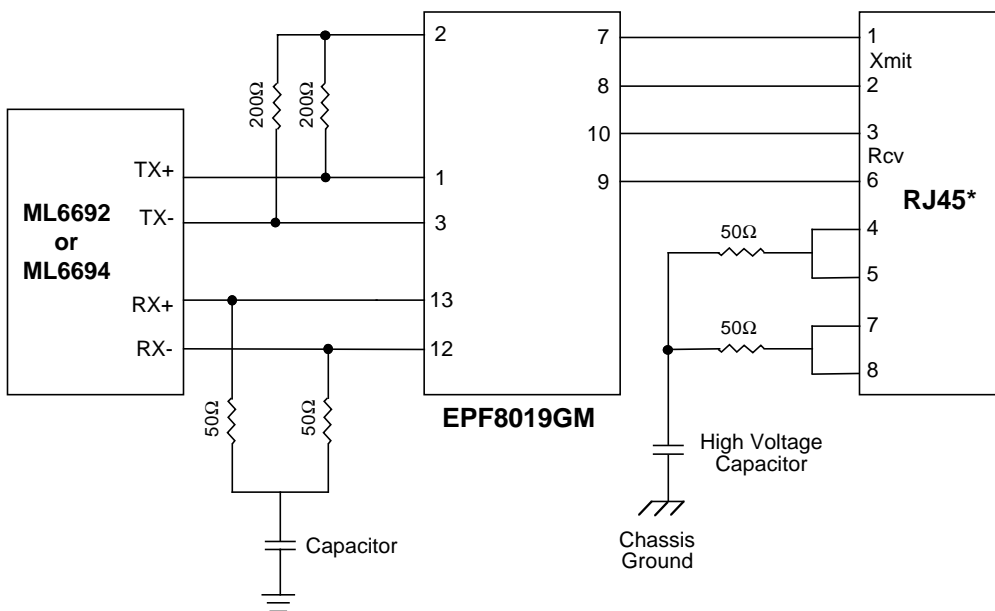 ML6692
or
ML6694
TX+
TX-
RX+
RX-
200Ω
200Ω
50Ω
50Ω
Capacitor
2
1
3
13
12
7
8
10
9
EPF8019GM
1
Xmit
2
3
Rcv
6
4
5
7
8
RJ45*
50Ω
50Ω
High Voltage
Capacitor
Chassis
Ground